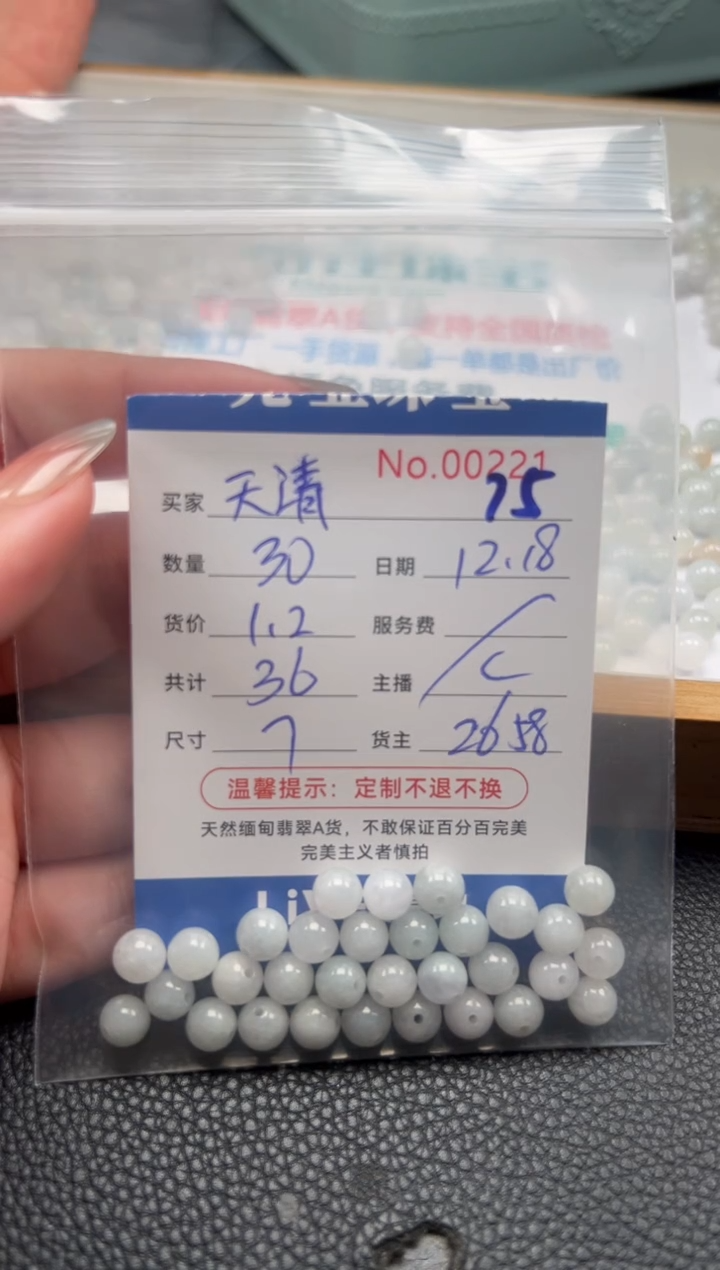 No.00221
75
买家 天清
数量 30 日期 12.18
货价 1.2 服务费 /
共计 36 主播 C
尺寸 7 货主 2658
温馨提示：定制不退不换
天然缅甸翡翠A货，不敢保证百分百完美
完美主义者慎拍